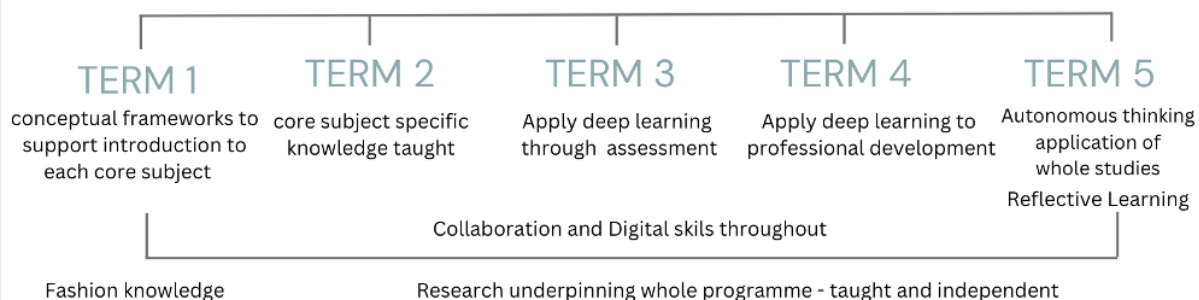 TERM 1
conceptual frameworks to
support introduction to
each core subject
TERM 2
core subject specific
knowledge taught
TERM 3
Apply deep learning
through assessment
TERM 4
Apply deep learning to
professional development
TERM 5
Autonomous thinking
application of
whole studies
Reflective Learning
Collaboration and Digital skils throughout
Fashion knowledge
Research underpinning whole programme - taught and independent